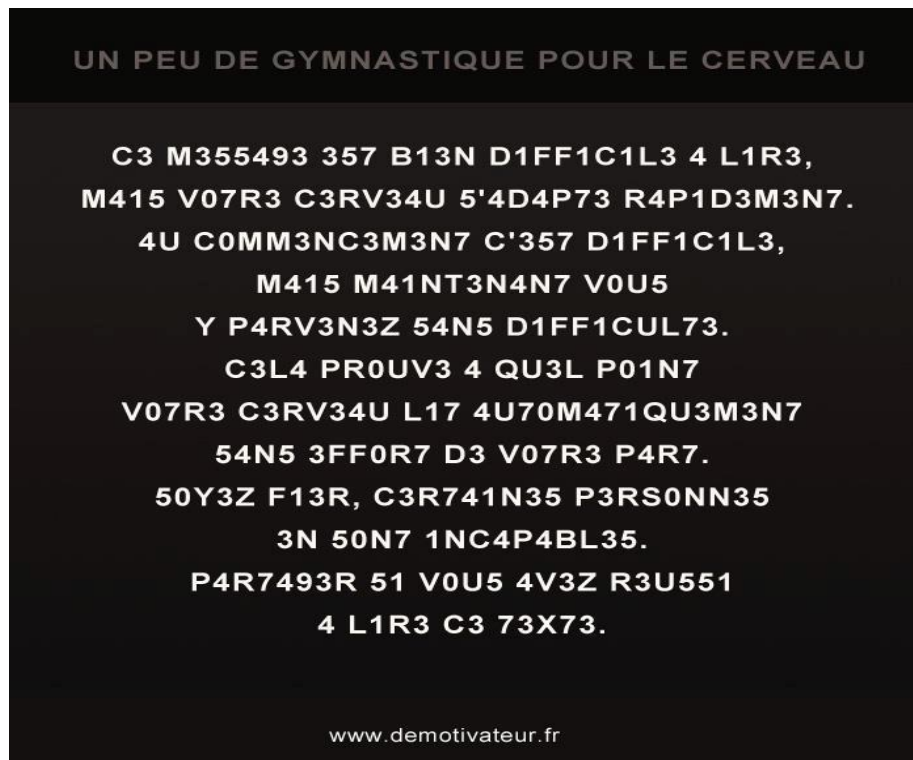 UN PEU DE GYMNASTIQUE POUR LE CERVEAU
C3 M355493 357 B13N D1FF1C1L3 4 L1R3,
M415 V07R3 C3RV34U 5'4D4P73 R4P1D3M3N7.
4U C0MM3NC3M3N7 C'357 D1FF1C1L3,
M415 M41NT3N4N7 V0U5
Y P4RV3N3Z 54N5 D1FF1CUL73.
C3L4 PR0UV3 4 QU3L P01N7
V07R3 C3RV34U L17 4U70M471QU3M3N7
54N5 3FF0R7 D3 V07R3 P4R7.
50Y3Z F13R, C3R741N35 P3RS0NN35
3N 50N7 1NC4P4BL35.
P4R7493R 51 V0U5 4V3Z R3U551
4 L1R3 C3 73X73.
www.demotivateur.fr